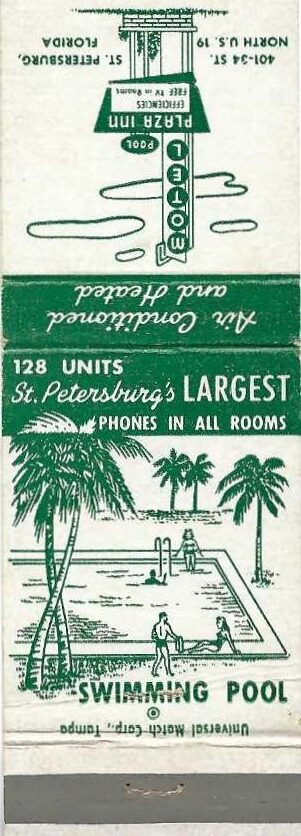 401-34 ST.
NORTH U.S. 19
ST. PETERSBURG,
FLORIDA
PLAZA INN
EFFICIENCIES
FREE TV in Rooms
POOL
MOTEL
Air Conditioned
and Heated
128 UNITS
St. Petersburg's LARGEST
PHONES IN ALL ROOMS
SWIMMING POOL
Universal Match Corp., Tampa